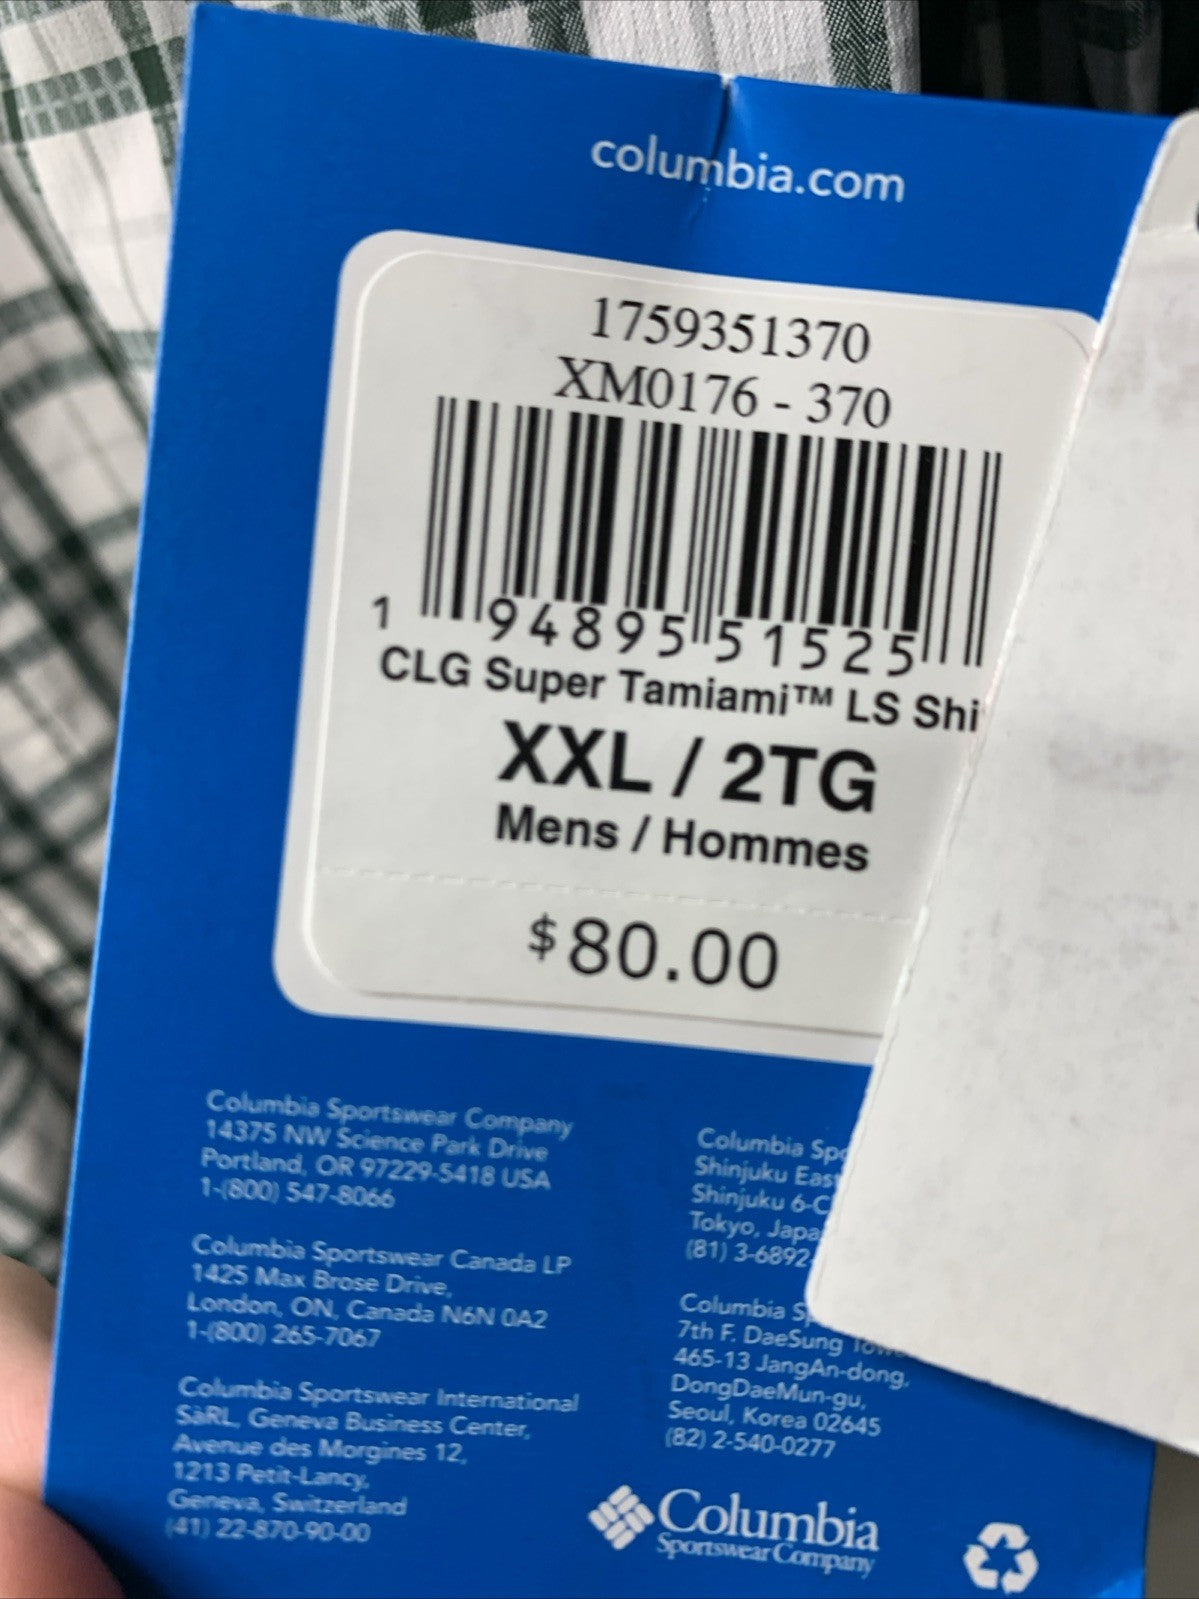 columbia.com
1759351370
XM0176 - 370
1 94895 51525
CLG Super Tamiami™ LS Shi
XXL / 2TG
Mens / Hommes
$80.00
Columbia Sportswear Company
14375 NW Science Park Drive
Portland, OR 97229-5418 USA
1-(800) 547-8066
Columbia Sportswear Canada LP
1425 Max Brose Drive,
London, ON, Canada N6N 0A2
1-(800) 265-7067
Columbia Sportswear International
SàRL, Geneva Business Center,
Avenue des Morgines 12,
1213 Petit-Lancy,
Geneva, Switzerland
(41) 22-870-90-00
Columbia Spo
Shinjuku East
Shinjuku 6-C
Tokyo, Japa
(81) 3-6892-
Columbia Sp
7th F. DaeSung Towe
465-13 JangAn-dong,
DongDaeMun-gu,
Seoul, Korea 02645
(82) 2-540-0277
Columbia
Sportswear Company